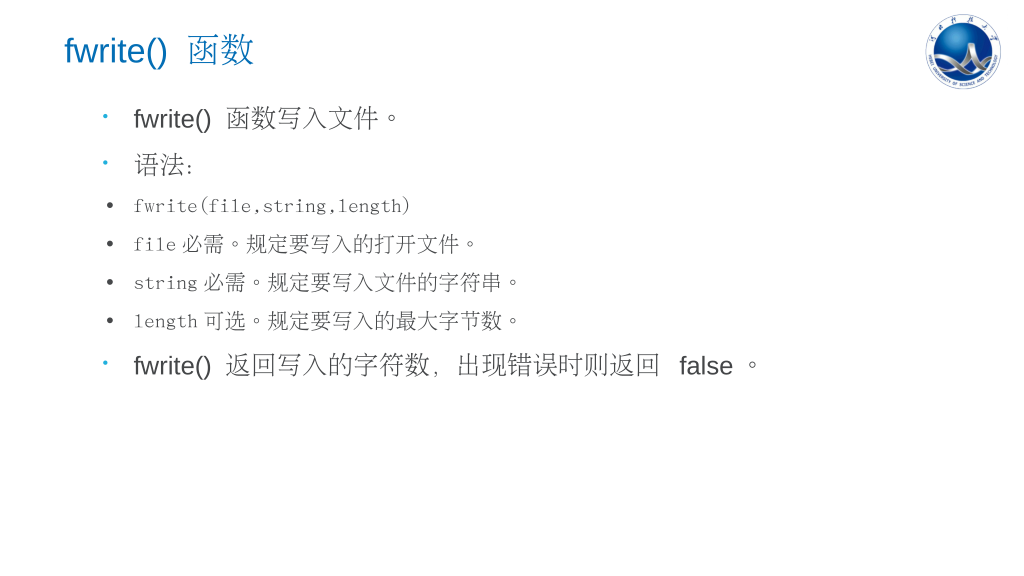 fwrite() 函数
• fwrite() 函数写入文件。
• 语法:
• fwrite(file,string,length)
• file 必需。规定要写入的打开文件。
• string 必需。规定要写入文件的字符串。
• length 可选。规定要写入的最大字节数。
• fwrite() 返回写入的字符数，出现错误时则返回 false 。